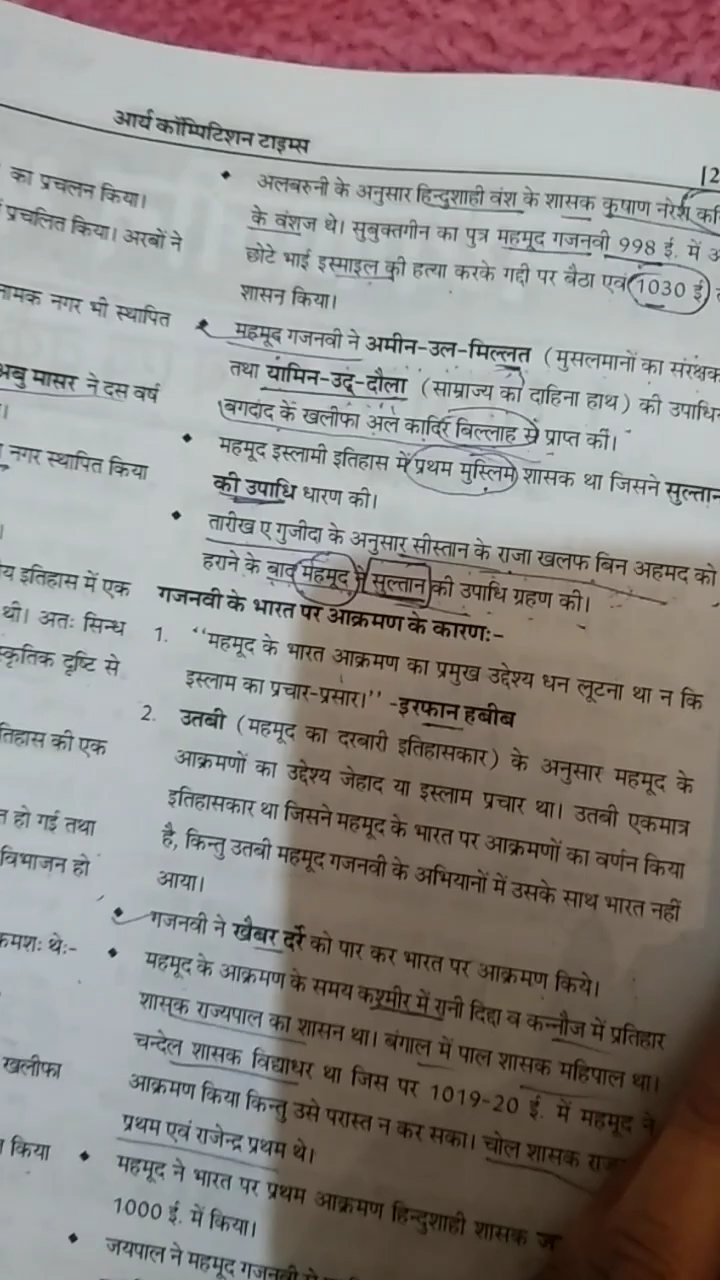 आर्य कॉम्पिटिशन टाइम्स
का प्रचलन किया।
प्रचलित किया। अरबों ने
नामक नगर भी स्थापित
अबु मासर ने दस वर्ष
नगर स्थापित किया
इतिहास में एक
थी। अतः सिन्ध
दृष्टि से
की एक
हो गई तथा
विभाजन हो
थे:-
खलीफा
किया
• अलबरुनी के अनुसार हिन्दुशाही वंश के शासक कुषाण नरेश
के वंशज थे। सुबुक्तगीन का पुत्र महमूद गजनवी 998 ई. में
छोटे भाई इस्माइल की हत्या करके गद्दी पर बैठा एवं 1030 ई
शासन किया।
महमूद गजनवी ने अमीन-उल-मिल्लत (मुसलमानों का संरक्षक
तथा यामिन-उद्-दौला (साम्राज्य का दाहिना हाथ) की उपाधि
बगदाद के खलीफा अल कादिर बिल्लाह से प्राप्त की।
• महमूद इस्लामी इतिहास में प्रथम मुस्लिम शासक था जिसने सुल्तान
की उपाधि धारण की।
• तारीख ए गुजीदा के अनुसार सीस्तान के राजा खलफ बिन अहमद को
हराने के बाद महमूद ने सुल्तान की उपाधि ग्रहण की।
गजनवी के भारत पर आक्रमण के कारण:-
1. ‘‘महमूद के भारत आक्रमण का प्रमुख उद्देश्य धन लूटना था न कि
इस्लाम का प्रचार-प्रसार।’’ -इरफान हबीब
2. उतबी (महमूद का दरबारी इतिहासकार) के अनुसार महमूद के
आक्रमणों का उद्देश्य जेहाद या इस्लाम प्रचार था। उतबी एकमात्र
इतिहासकार था जिसने महमूद के भारत पर आक्रमणों का वर्णन किया
है, किन्तु उतबी महमूद गजनवी के अभियानों में उसके साथ भारत नहीं
आया।
• गजनवी ने खैबर दर्रे को पार कर भारत पर आक्रमण किये।
• महमूद के आक्रमण के समय कश्मीर में रानी दिद्दा व कन्नौज में प्रतिहार
शासक राज्यपाल का शासन था। बंगाल में पाल शासक महिपाल था।
चन्देल शासक विद्याधर था जिस पर 1019-20 ई. में महमूद ने
आक्रमण किया किन्तु उसे परास्त न कर सका। चोल शासक
प्रथम एवं राजेन्द्र प्रथम थे।
• महमूद ने भारत पर प्रथम आक्रमण हिन्दुशाही शासक
1000 ई. में किया।
• जयपाल ने महमूद गजनवी